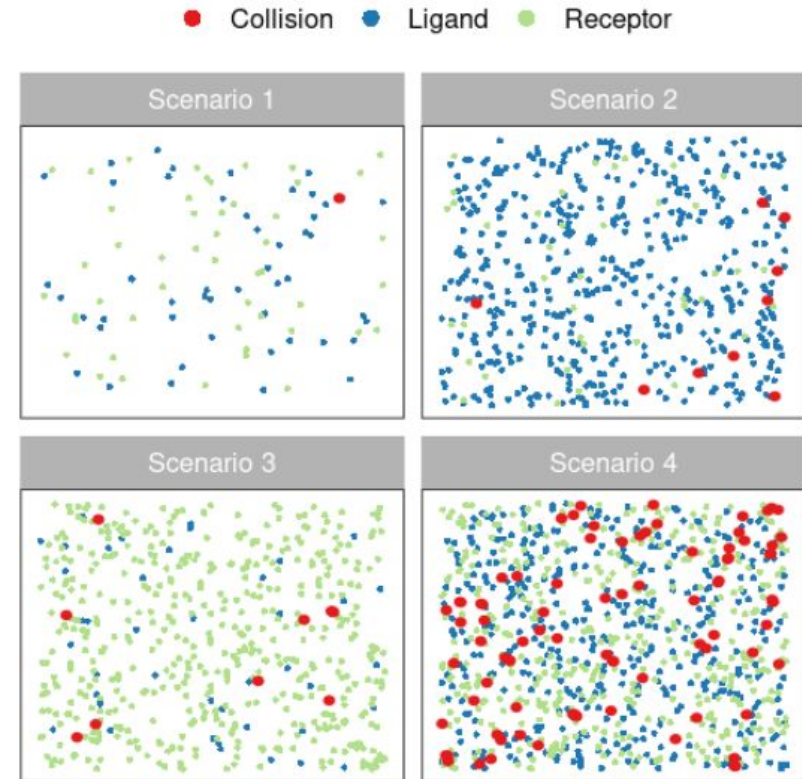 Collision Ligand Receptor
Scenario 1
Scenario 2
Scenario 3
Scenario 4